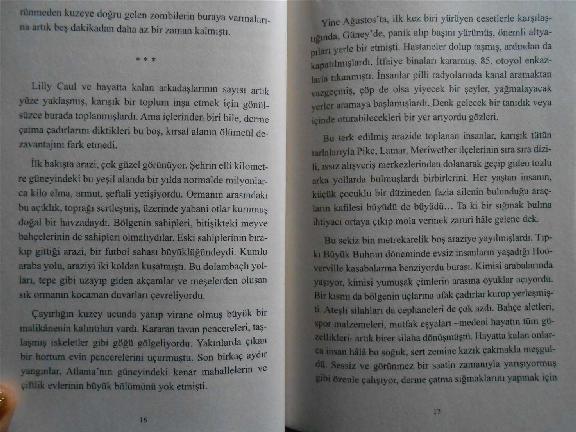 rünmeden kuzeye doğru gelen zombilerin buraya varmaları-
na artık beş dakikadan daha az bir zaman kalmıştı.
* * *
Lilly Caul ve hayatta kalan arkadaşlarının sayısı artık
yüze yaklaşmış, karışık bir toplum inşa etmek için gönül-
süzce burada toplanmışlardı. Ama içlerinden biri bile, derme
çatma çadırlarını diktikleri bu boş, kırsal alanın ölümcül de-
zavantajını fark etmedi.
İlk bakışta arazi, çok güzel görünüyor. Şehrin elli kilomet-
re güneyindeki bu yeşil alanda bir yılda normalde milyonlar-
ca kilo elma, armut, şeftali yetişiyordu. Ormanın arasındaki
bu açıklık, toprağı sertleşmiş, üzerinde yabani otlar kurumuş
doğal bir havzadaydı. Bölgenin sahipleri, bitişikteki meyve
bahçelerinin de sahipleri olmalıydılar. Eski sahiplerinin bıra-
kıp gittiği arazi, bir futbol sahası büyüklüğündeydi. Kumlu
araba yolu, araziyi iki koldan kuşatmıştı. Bu dolambaçlı yol-
ları, tepe gibi uzayıp giden akçamlar ve meşelerden oluşan
sık ormanın kocaman duvarları çevreliyordu.
Çayırlığın kuzey ucunda yanıp virane olmuş büyük bir
malikânenin kalıntıları vardı. Kararan tavan pencereleri, taş-
laşmış iskeletler gibi göğü gölgeliyordu. Yakınlarda çıkan
bir hortum evin pencerelerini uçurmuştu. Son birkaç aydır
yangınlar, Atlanta'nın güneyindeki kenar mahallelerin ve
çiftlik evlerinin büyük bölümünü yok etmişti.
16
Yine Ağustos'ta, ilk kez biri yürüyen cesetlerle karşılaş-
tığında, Güney'de, panik alıp başını yürümüş, önemli altya-
pıları yerle bir etmişti. Hastaneler dolup taşmış, ardından da
kapatılmışlardı. İtfaiye binaları kararmış, 85. otoyol enkaz-
larla tıkanmıştı. İnsanlar pilli radyolarında kanal aramaktan
vazgeçmiş, çöp de olsa yiyecek bir şeyler, yağmalayacak
yerler aramaya başlamışlardı. Denk gelecek bir tanıdık veya
içinde oturabilecekleri bir yer arıyordu gözleri.
Bu terk edilmiş arazide toplanan insanlar, karışık tütün
tarlalarıyla Pike, Lamar, Meriwether ilçelerinin sıra sıra dizi-
li, ıssız alışveriş merkezlerinden dolanarak geçip giden tozlu
arka yollarda bulmuşlardı birbirlerini. Her yaştan insanın,
küçük çocuklu bir düzineden fazla ailenin bulunduğu araç-
ların kafilesi büyüdü de büyüdü... Ta ki bir sığınak bulma
ihtiyacı ortaya çıkıp mola vermek zaruri hâle gelene dek.
Bu sekiz bin metrekarelik boş araziye yayılmışlardı. Tıp-
kı Büyük Buhran döneminde evsiz insanların yaşadığı Hoo-
verville kasabalarına benziyordu burası. Kimisi arabalarında
yaşıyor, kimisi yumuşak çimlerin arasına oyuklar açıyordu.
Bir kısmı da bölgenin uçlarına ufak çadırlar kurup yerleşmiş-
ti. Ateşli silahları da cephaneleri de çok azdı. Bahçe aletleri,
spor malzemeleri, mutfak eşyaları –medeni hayatın tüm gü-
zellikleri- artık birer silaha dönüşmüştü. Hayatta kalan onlar-
ca insan hâlâ bu soğuk, sert zemine kazık çakmakla meşgul-
dü. Sessiz ve görünmez bir saatin zamanıyla yarışıyormuş
gibi özenle çalışıyor, derme çatma sığınaklarını yapmak için
17